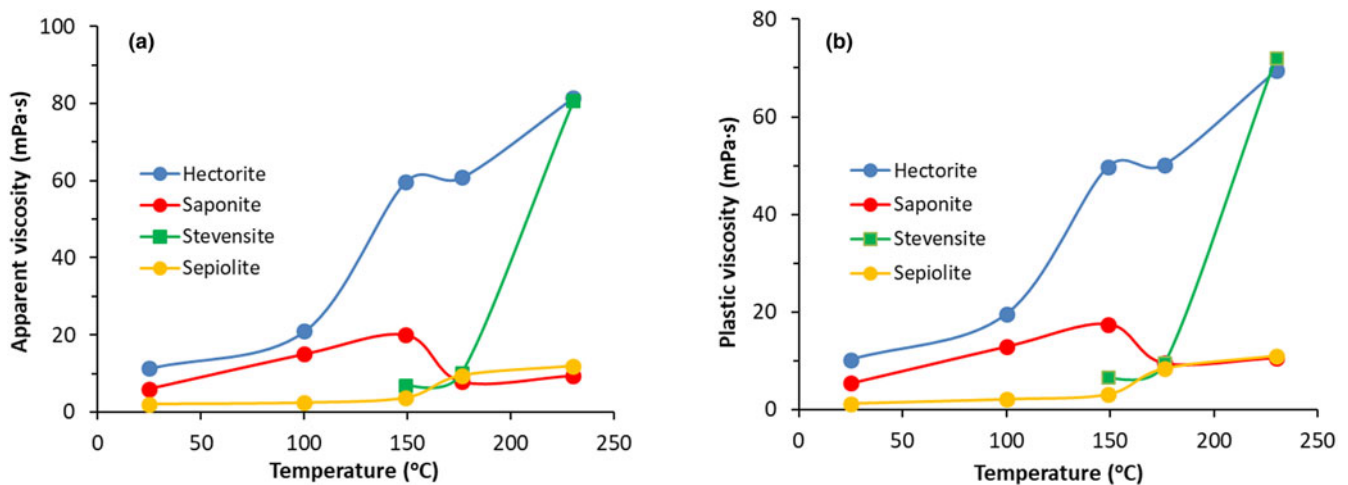 (a)
Apparent viscosity (mPa·s)
100
80
60
40
20
0
Hectorite
Saponite
Stevensite
Sepiolite
0 50 100 150 200 250
Temperature (°C)
(b)
Plastic viscosity (mPa·s)
80
60
40
20
0
Hectorite
Saponite
Stevensite
Sepiolite
0 50 100 150 200 250
Temperature (°C)